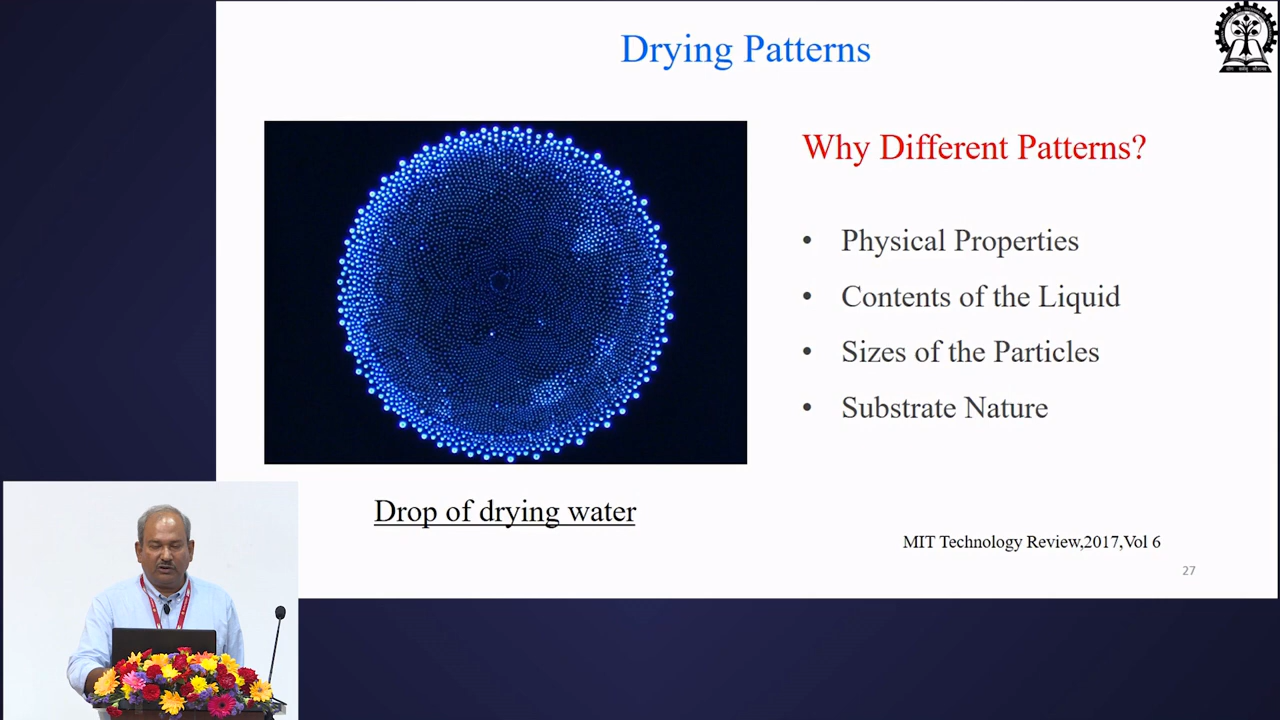 Drying Patterns
Why Different Patterns?
• Physical Properties
• Contents of the Liquid
• Sizes of the Particles
• Substrate Nature
Drop of drying water
MIT Technology Review,2017,Vol 6
27